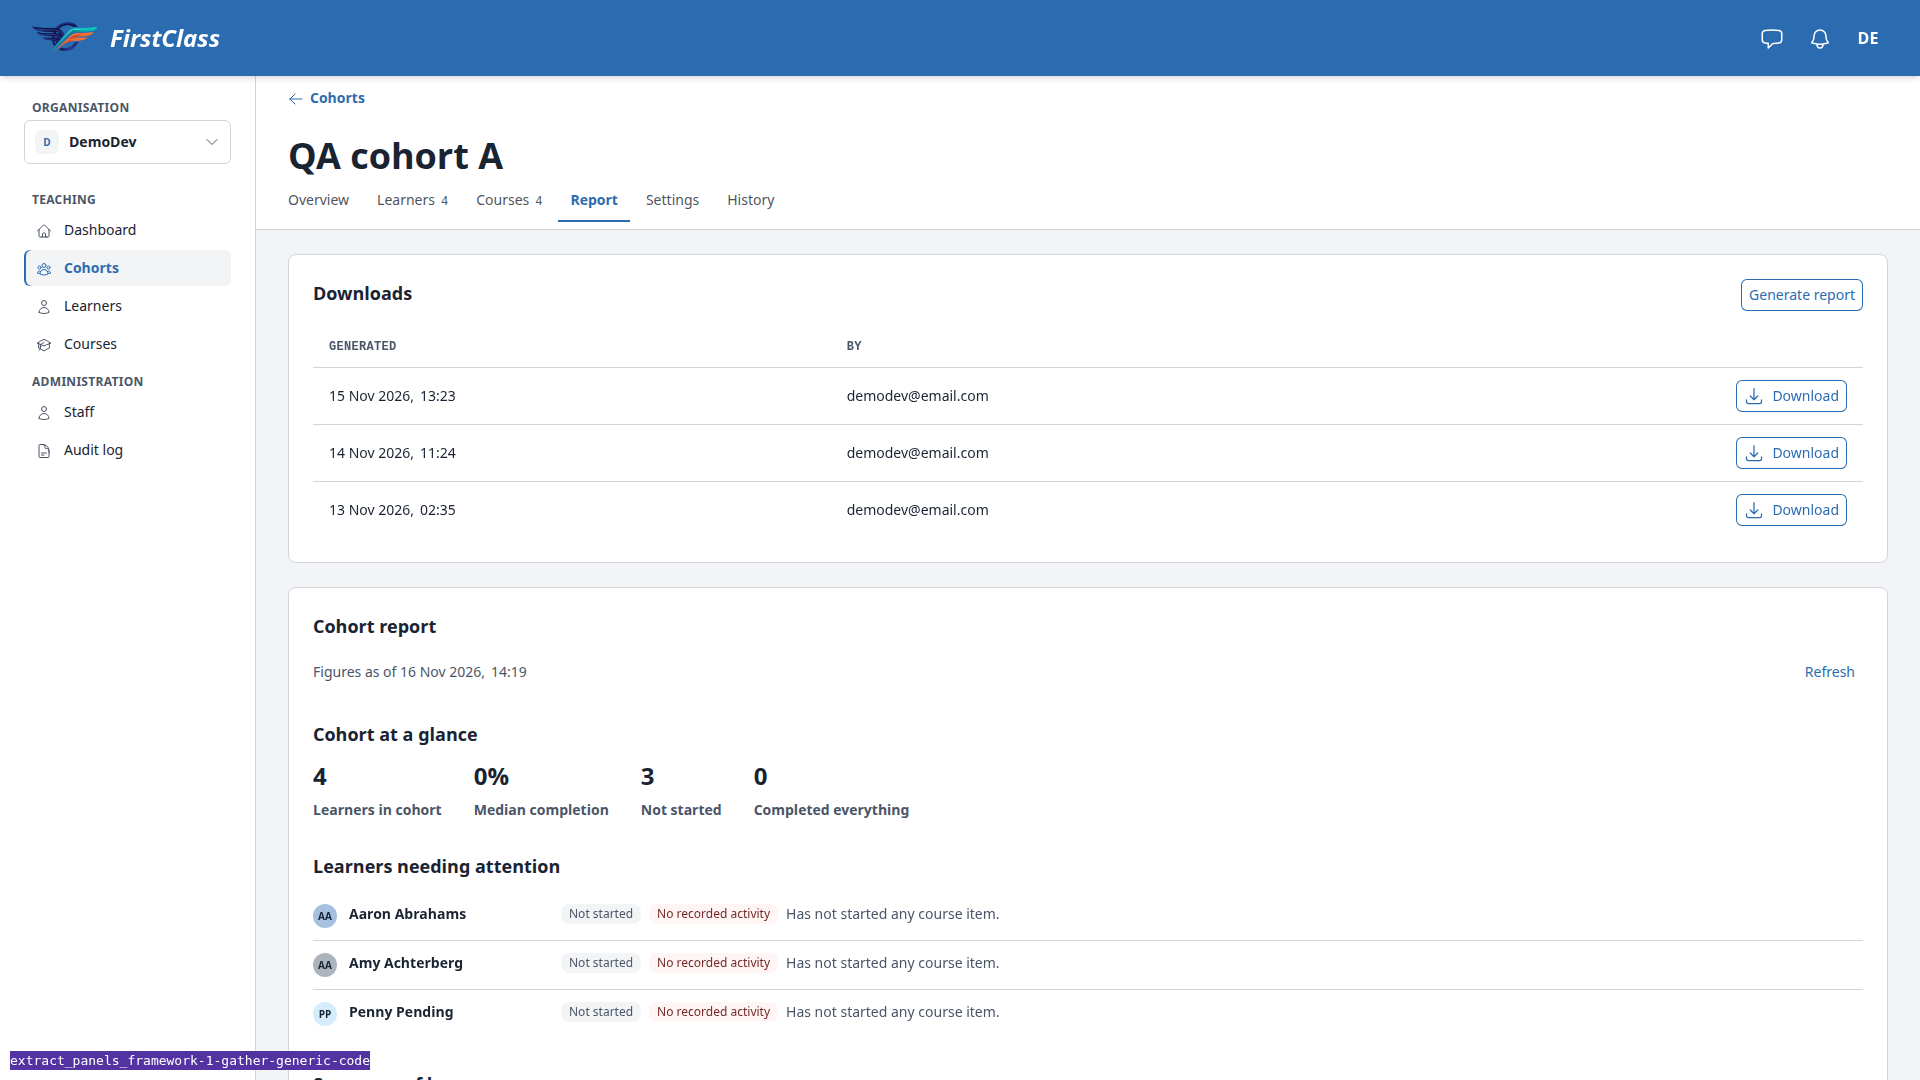 FirstClass
DE
ORGANISATION
D DemoDev
TEACHING
Dashboard
Cohorts
Learners
Courses
ADMINISTRATION
Staff
Audit log
Cohorts
QA cohort A
Overview Learners 4 Courses 4 Report Settings History
Downloads
Generate report
GENERATED BY
15 Nov 2026, 13:23 demodev@email.com Download
14 Nov 2026, 11:24 demodev@email.com Download
13 Nov 2026, 02:35 demodev@email.com Download
Cohort report
Figures as of 16 Nov 2026, 14:19 Refresh
Cohort at a glance
4 0% 3 0
Learners in cohort Median completion Not started Completed everything
Learners needing attention
AA Aaron Abrahams Not started No recorded activity Has not started any course item.
AA Amy Achterberg Not started No recorded activity Has not started any course item.
PP Penny Pending Not started No recorded activity Has not started any course item.
extract_panels_framework-1-gather-generic-code